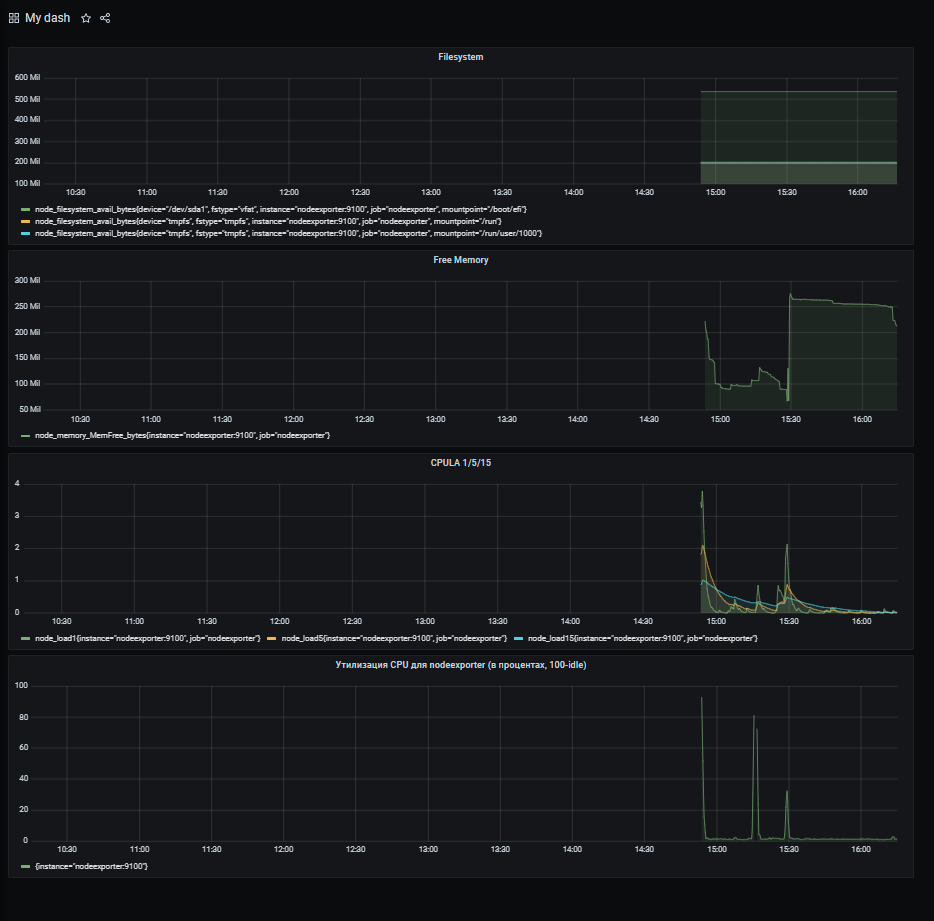 My dash
Filesystem
600 Mil
500 Mil
400 Mil
300 Mil
200 Mil
100 Mil
10:30 11:00 11:30 12:00 12:30 13:00 13:30 14:00 14:30 15:00 15:30 16:00
node_filesystem_avail_bytes{device="/dev/sda1", fstype="vfat", instance="nodeexporter:9100", job="nodeexporter", mountpoint="/boot/efi"}
node_filesystem_avail_bytes{device="tmpfs", fstype="tmpfs", instance="nodeexporter:9100", job="nodeexporter", mountpoint="/run"}
node_filesystem_avail_bytes{device="tmpfs", fstype="tmpfs", instance="nodeexporter:9100", job="nodeexporter", mountpoint="/run/user/1000"}
Free Memory
300 Mil
250 Mil
200 Mil
150 Mil
100 Mil
50 Mil
10:30 11:00 11:30 12:00 12:30 13:00 13:30 14:00 14:30 15:00 15:30 16:00
node_memory_MemFree_bytes{instance="nodeexporter:9100", job="nodeexporter"}
CPULA 1/5/15
4
3
2
1
0
10:30 11:00 11:30 12:00 12:30 13:00 13:30 14:00 14:30 15:00 15:30 16:00
node_load1{instance="nodeexporter:9100", job="nodeexporter"} node_load5{instance="nodeexporter:9100", job="nodeexporter"} node_load15{instance="nodeexporter:9100", job="nodeexporter"}
Утилизация CPU для nodeexporter (в процентах, 100-idle)
100
80
60
40
20
0
10:30 11:00 11:30 12:00 12:30 13:00 13:30 14:00 14:30 15:00 15:30 16:00
{instance="nodeexporter:9100"}